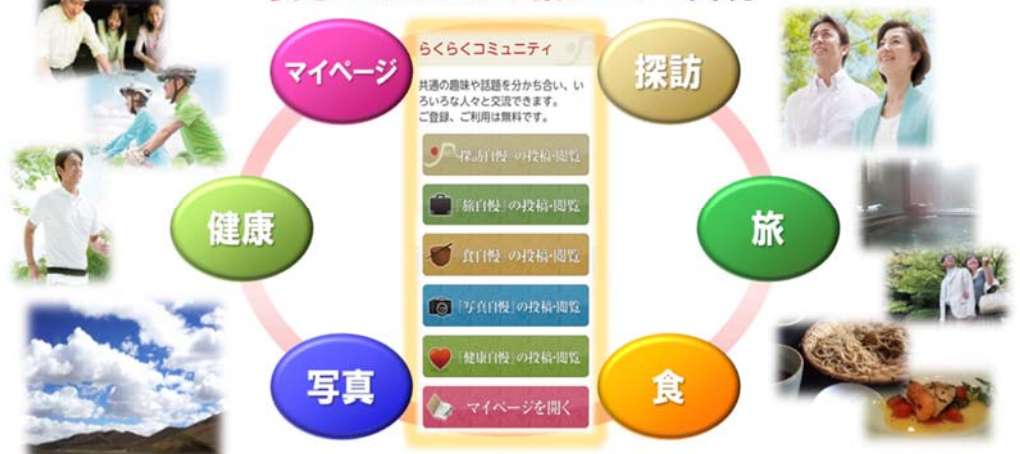 マイページ
らくらくコミュニティ
共通の趣味や話題を分かち合い、い
ろいろな人々と交流できます。
ご登録、ご利用は無料です。
探訪自慢 の投稿・閲覧
「旅自慢」の投稿・閲覧
食自慢 の投稿・閲覧
「写真自慢」の投稿・閲覧
「健康自慢」の投稿・閲覧
マイページを開く
探訪
健康
旅
写真
食